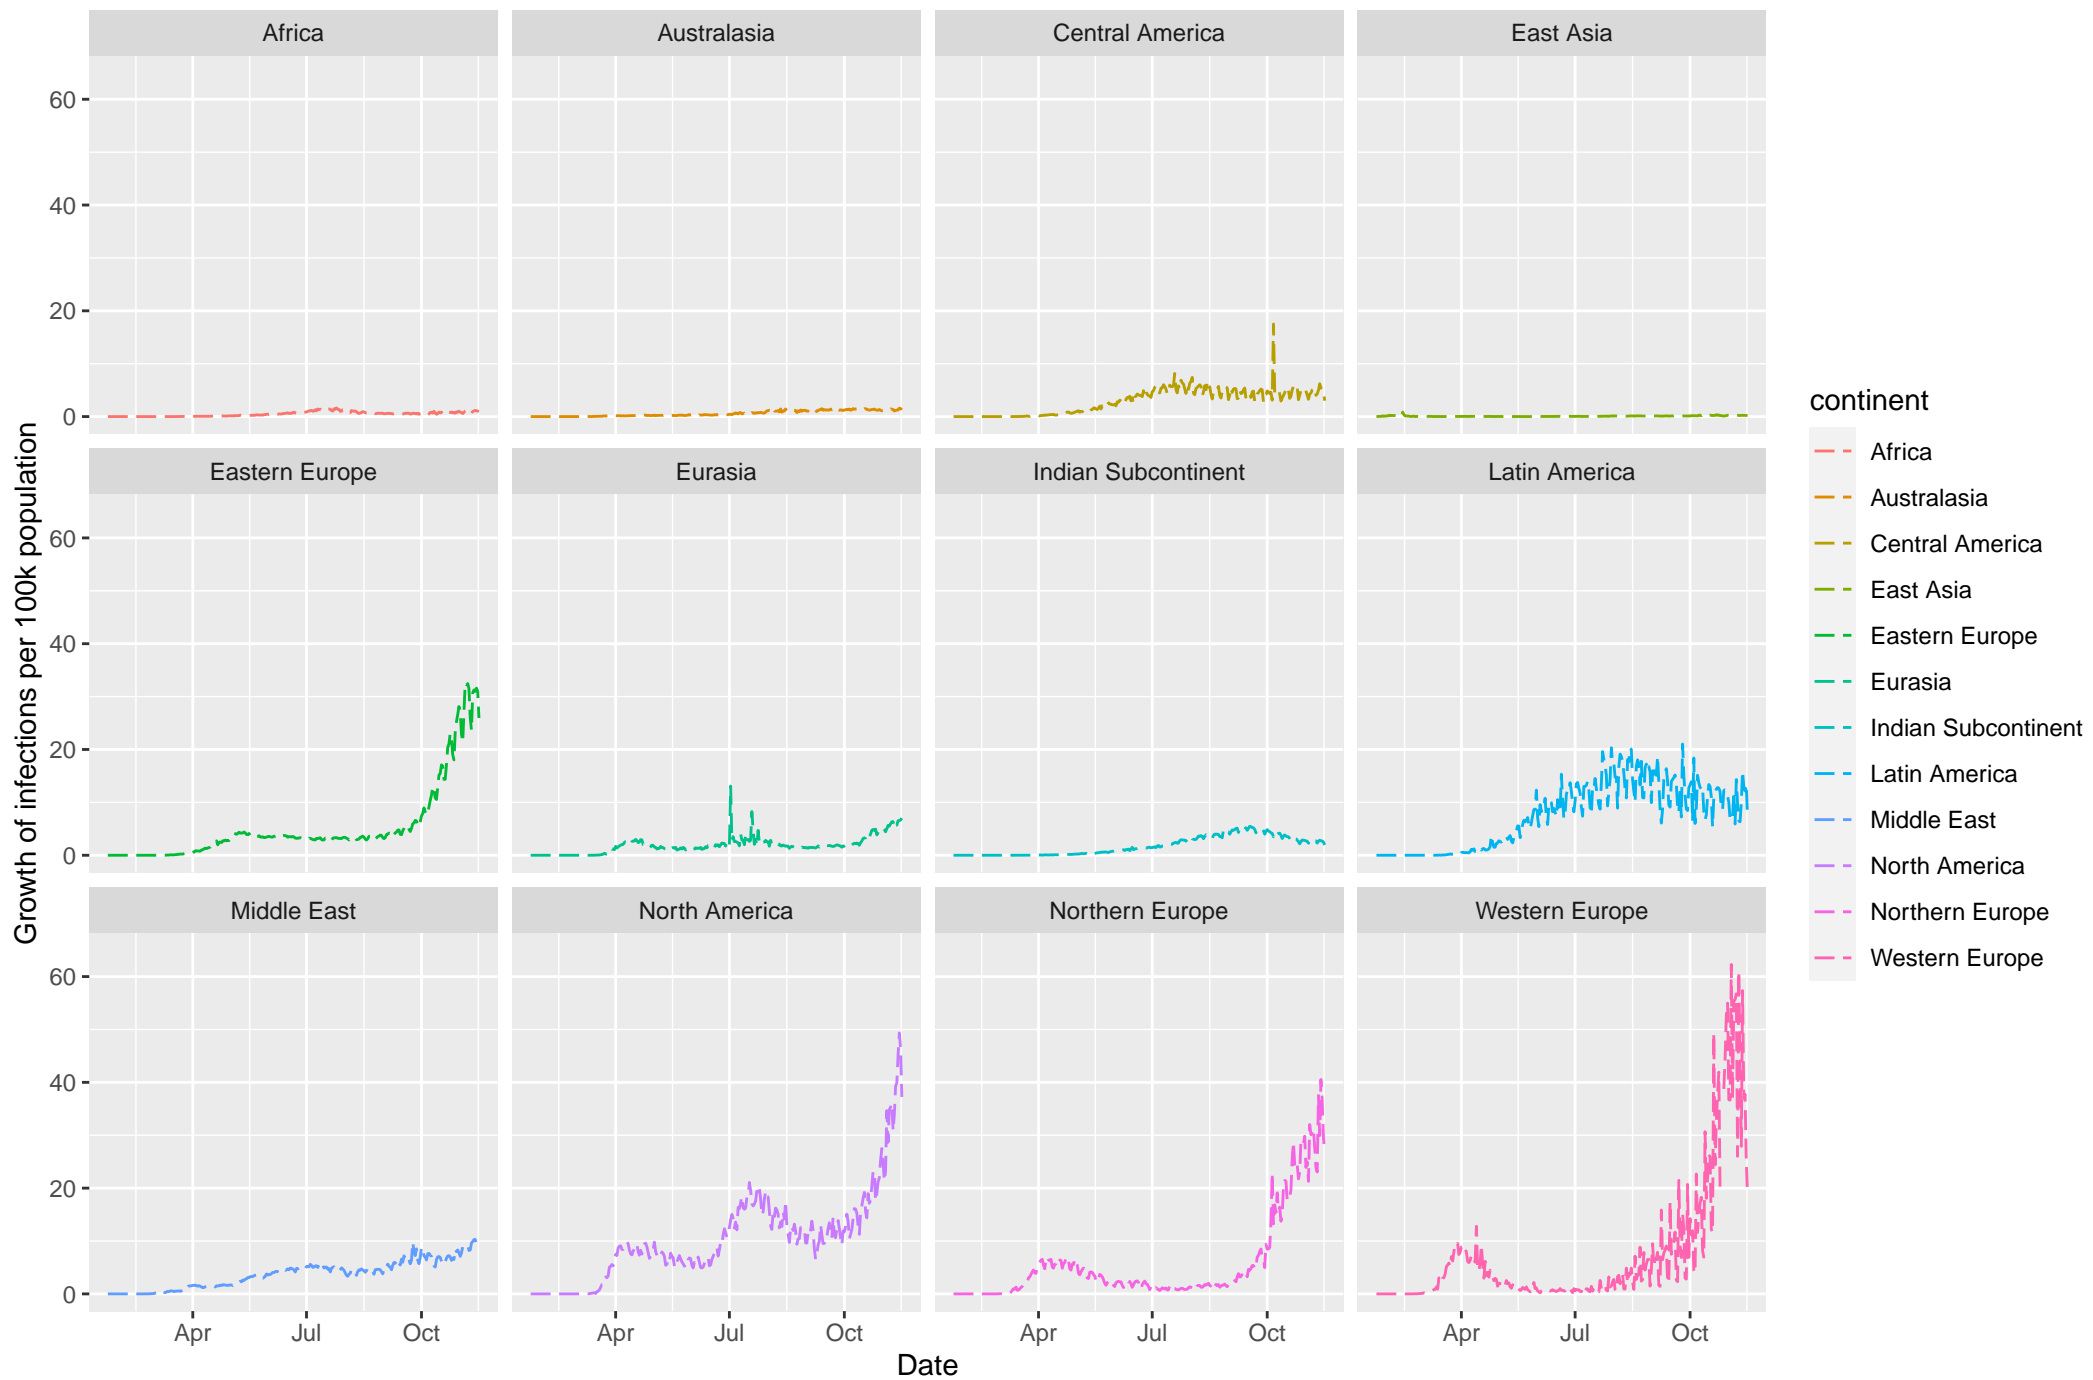 Africa
Australasia
Central America
East Asia
60
40
20
0
Eastern Europe
Eurasia
Indian Subcontinent
Latin America
60
40
20
0
Middle East
North America
Northern Europe
Western Europe
60
40
20
0
Apr
Jul
Oct
Apr
Jul
Oct
Apr
Jul
Oct
Apr
Jul
Oct
Date
Growth of infections per 100k population
continent
Africa
Australasia
Central America
East Asia
Eastern Europe
Eurasia
Indian Subcontinent
Latin America
Middle East
North America
Northern Europe
Western Europe